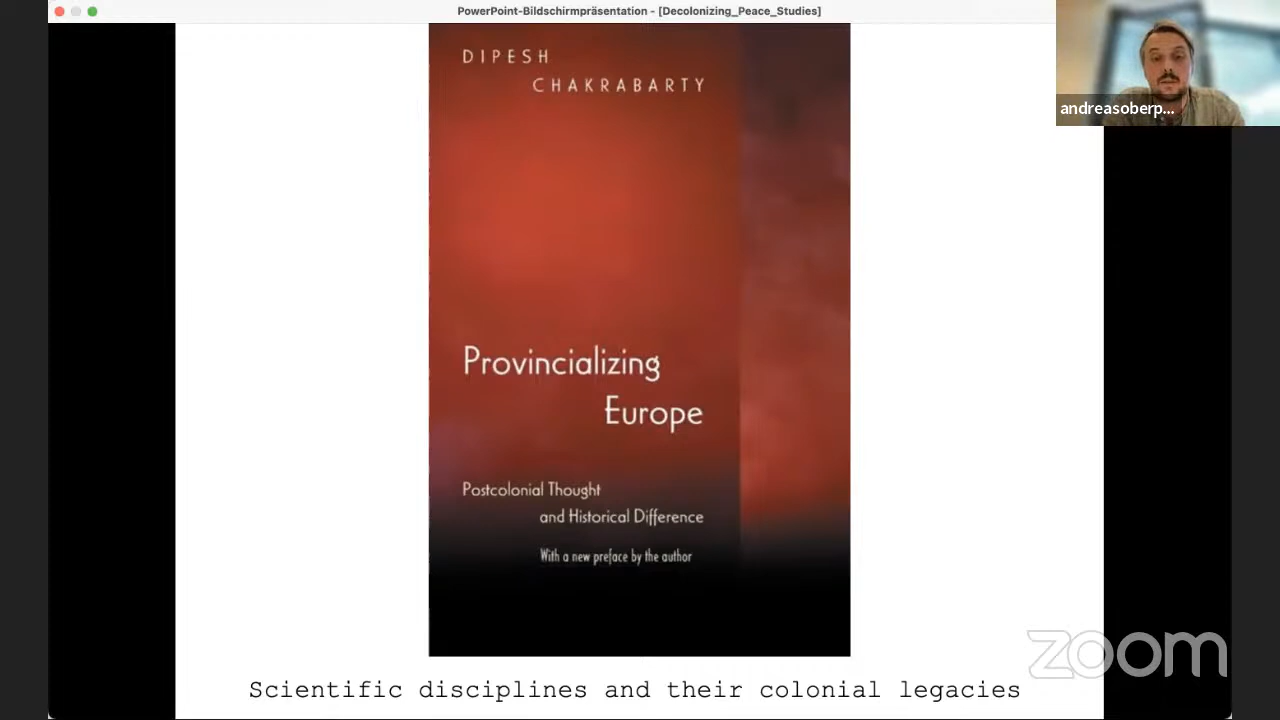 PowerPoint-Bildschirmpräsentation - [Decolonizing_Peace_Studies]
andreasoberp...
DIPESH
CHAKRABARTY
Provincializing
Europe
Postcolonial Thought
and Historical Difference
With a new preface by the author
zoom
Scientific disciplines and their colonial legacies